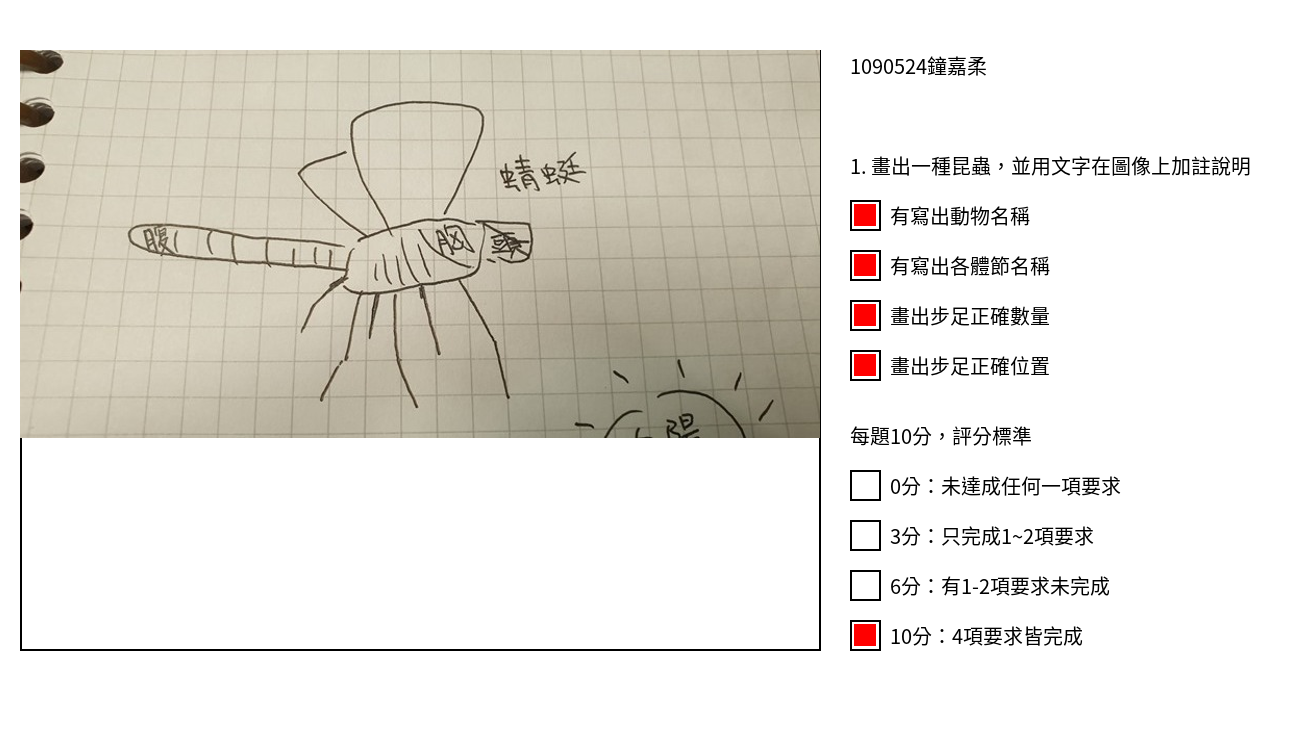 蜻蜓
腹
胸
頭
陽
1090524鐘嘉柔
1. 畫出一種昆蟲，並用文字在圖像上加註說明
有寫出動物名稱
有寫出各體節名稱
畫出步足正確數量
畫出步足正確位置
每題10分，評分標準
0分：未達成任何一項要求
3分：只完成1~2項要求
6分：有1-2項要求未完成
10分：4項要求皆完成